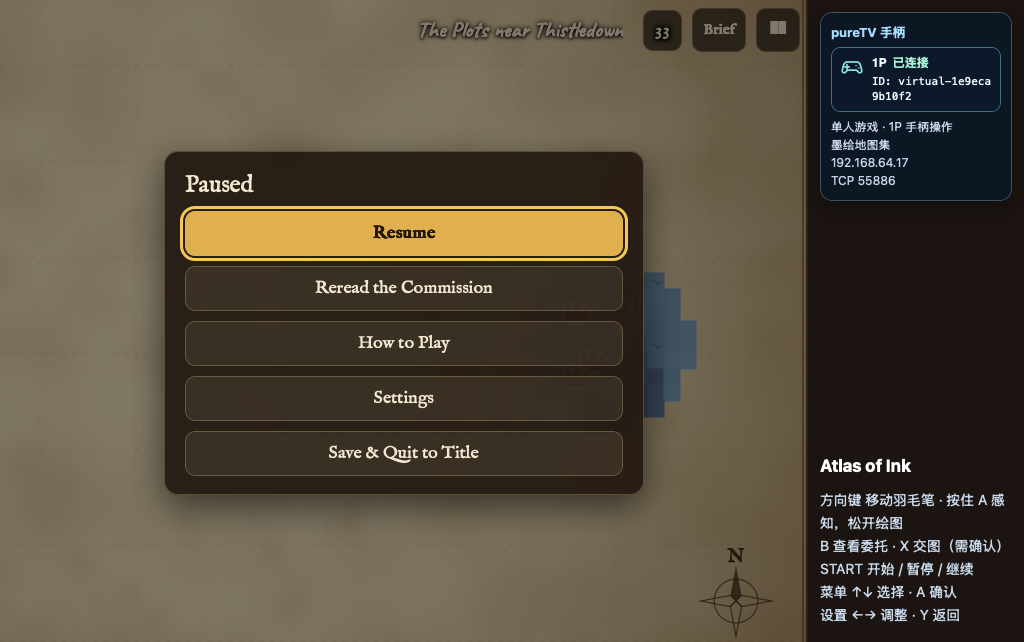 The Plots near Thistledown
33
Brief
Paused
Resume
Reread the Commission
How to Play
Settings
Save & Quit to Title
N
pureTV 手柄
1P 已连接
ID: virtual-1e9eca
9b10f2
单人游戏 · 1P 手柄操作
墨绘地图集
192.168.64.17
TCP 55886
Atlas of Ink
方向键 移动羽毛笔 · 按住 A 感
知，松开绘图
B 查看委托 · X 交图（需确认）
START 开始 / 暂停 / 继续
菜单 ↑↓ 选择 · A 确认
设置 ←→ 调整 · Y 返回